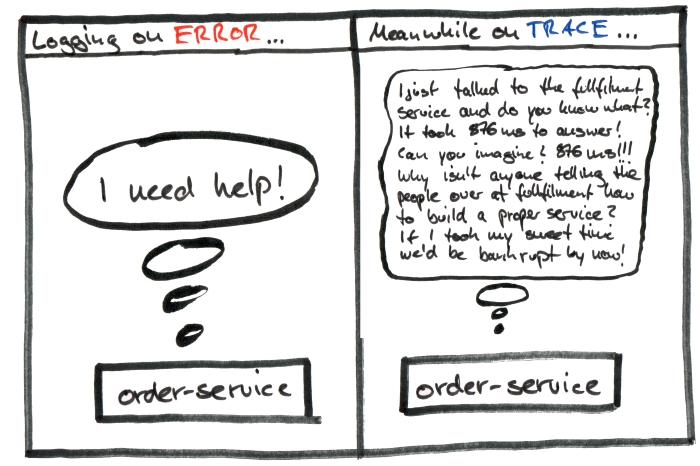 Logging on ERROR...
I need help!
order-service
Meanwhile on TRACE...
I just talked to the fullfilment
service and do you know what?
It took 876 ms to answer!
Can you imagine? 876 ms!!!
Why isn't anyone telling the
people over at fullfilment how
to build a proper service?
If I took my sweet time
we'd be bankrupt by now!
order-service